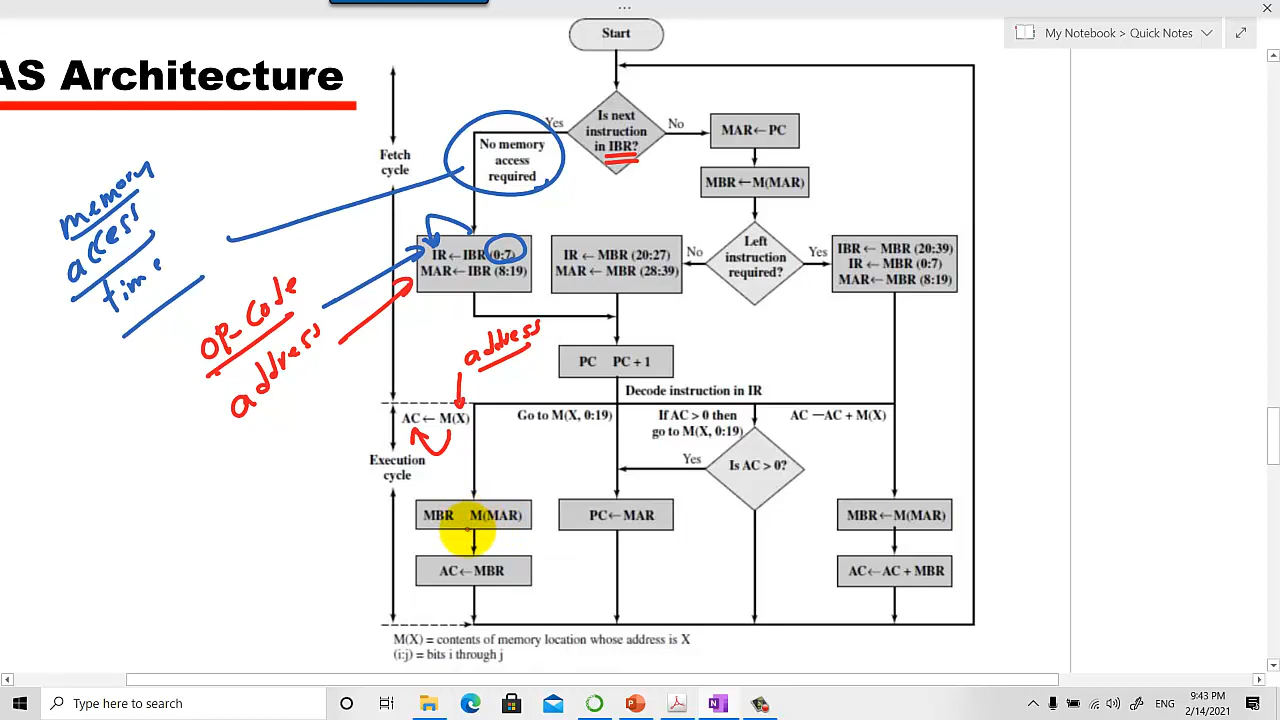 My Notebook > Quick Notes
AS Architecture
Start
Is next
instruction
in IBR?
Yes
No
No memory
access
required
MAR ← PC
MBR ← M(MAR)
Fetch
cycle
memory
access
time
OP-Code
address
IR ← IBR (0:7)
MAR ← IBR (8:19)
IR ← MBR (20:27)
MAR ← MBR (28:39)
No
Left
instruction
required?
Yes
IBR ← MBR (20:39)
IR ← MBR (0:7)
MAR ← MBR (8:19)
address
PC PC + 1
Decode instruction in IR
AC ← M(X)
Go to M(X, 0:19)
If AC > 0 then
go to M(X, 0:19)
AC — AC + M(X)
Execution
cycle
Yes
Is AC > 0?
MBR M(MAR)
PC ← MAR
MBR ← M(MAR)
AC ← MBR
AC ← AC + MBR
M(X) = contents of memory location whose address is X
(i:j) = bits i through j
Type here to search
ENG
9:43 PM
2/14/2021